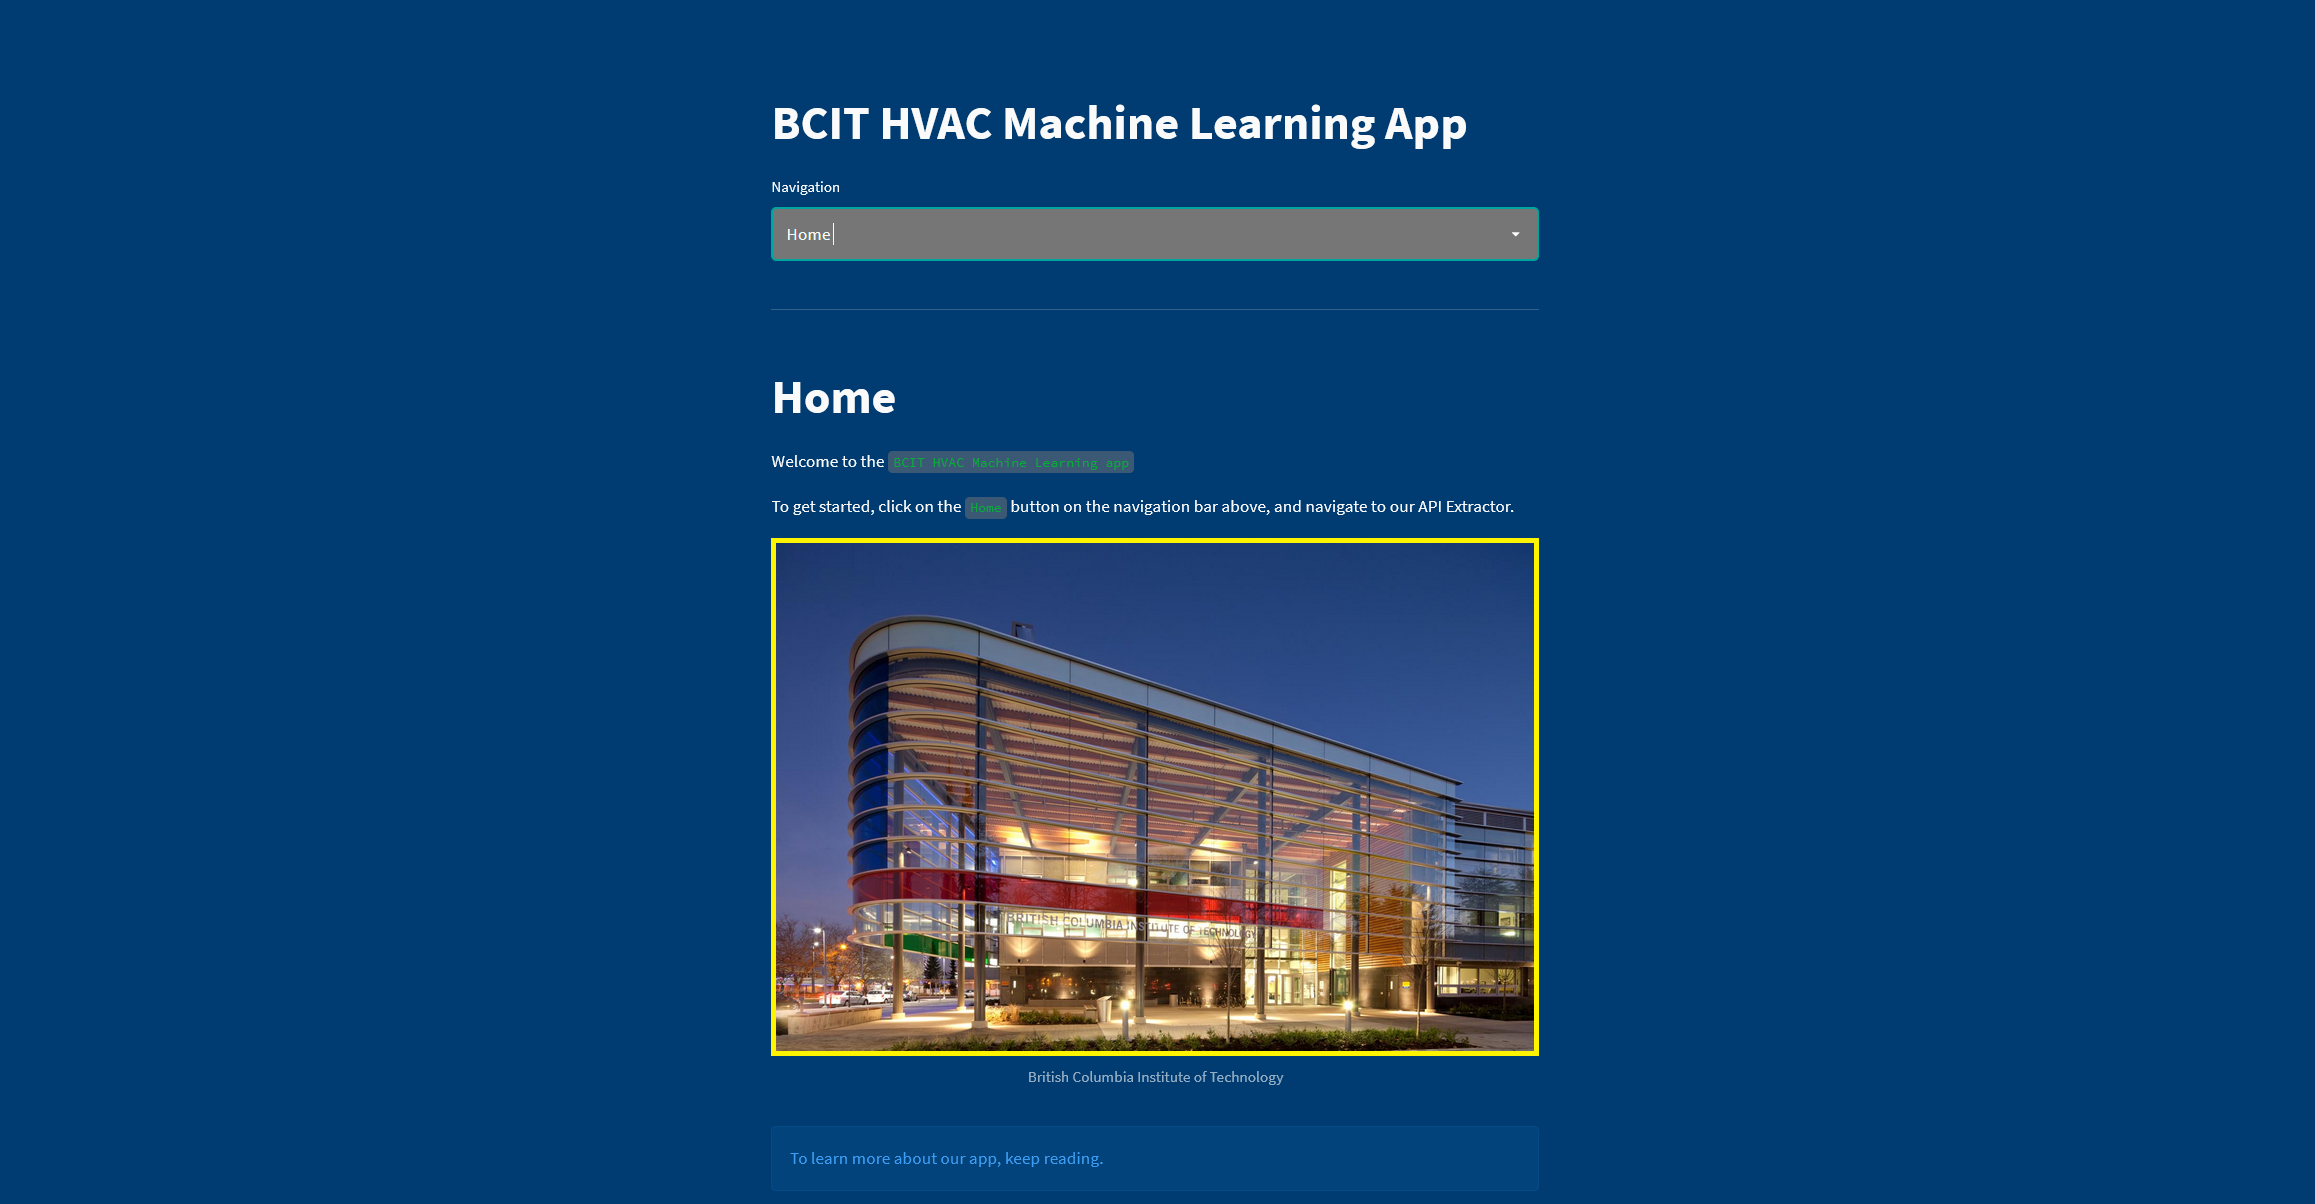 BCIT HVAC Machine Learning App
Navigation
Home
Home
Welcome to the BCIT HVAC Machine Learning app
To get started, click on the Home button on the navigation bar above, and navigate to our API Extractor.
BRITISH COLUMBIA INSTITUTE OF TECHNOLOGY
British Columbia Institute of Technology
To learn more about our app, keep reading.